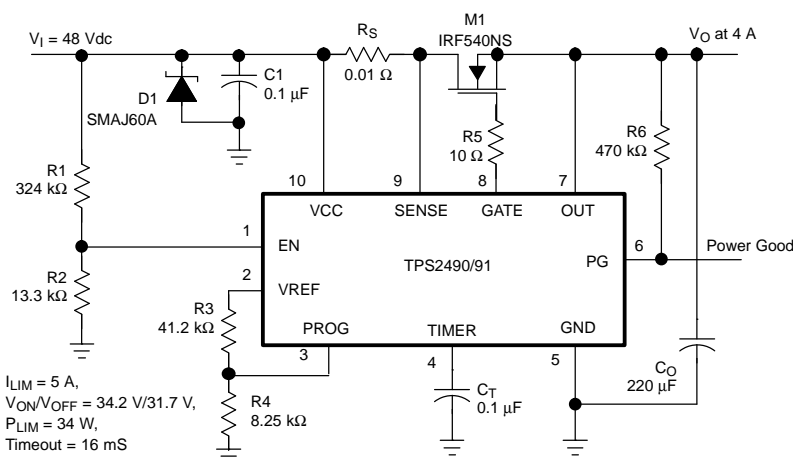 V_I = 48 Vdc
R_S
0.01 Ω
M1
IRF540NS
V_O at 4 A
D1
SMAJ60A
C1
0.1 µF
R5
10 Ω
R6
470 kΩ
R1
324 kΩ
10
9
8
7
VCC
SENSE
GATE
OUT
1
EN
TPS2490/91
PG
6
Power Good
R2
13.3 kΩ
2
VREF
R3
41.2 kΩ
PROG
TIMER
GND
3
4
5
C_O
220 µF
R4
8.25 kΩ
C_T
0.1 µF
I_LIM = 5 A,
V_ON/V_OFF = 34.2 V/31.7 V,
P_LIM = 34 W,
Timeout = 16 mS